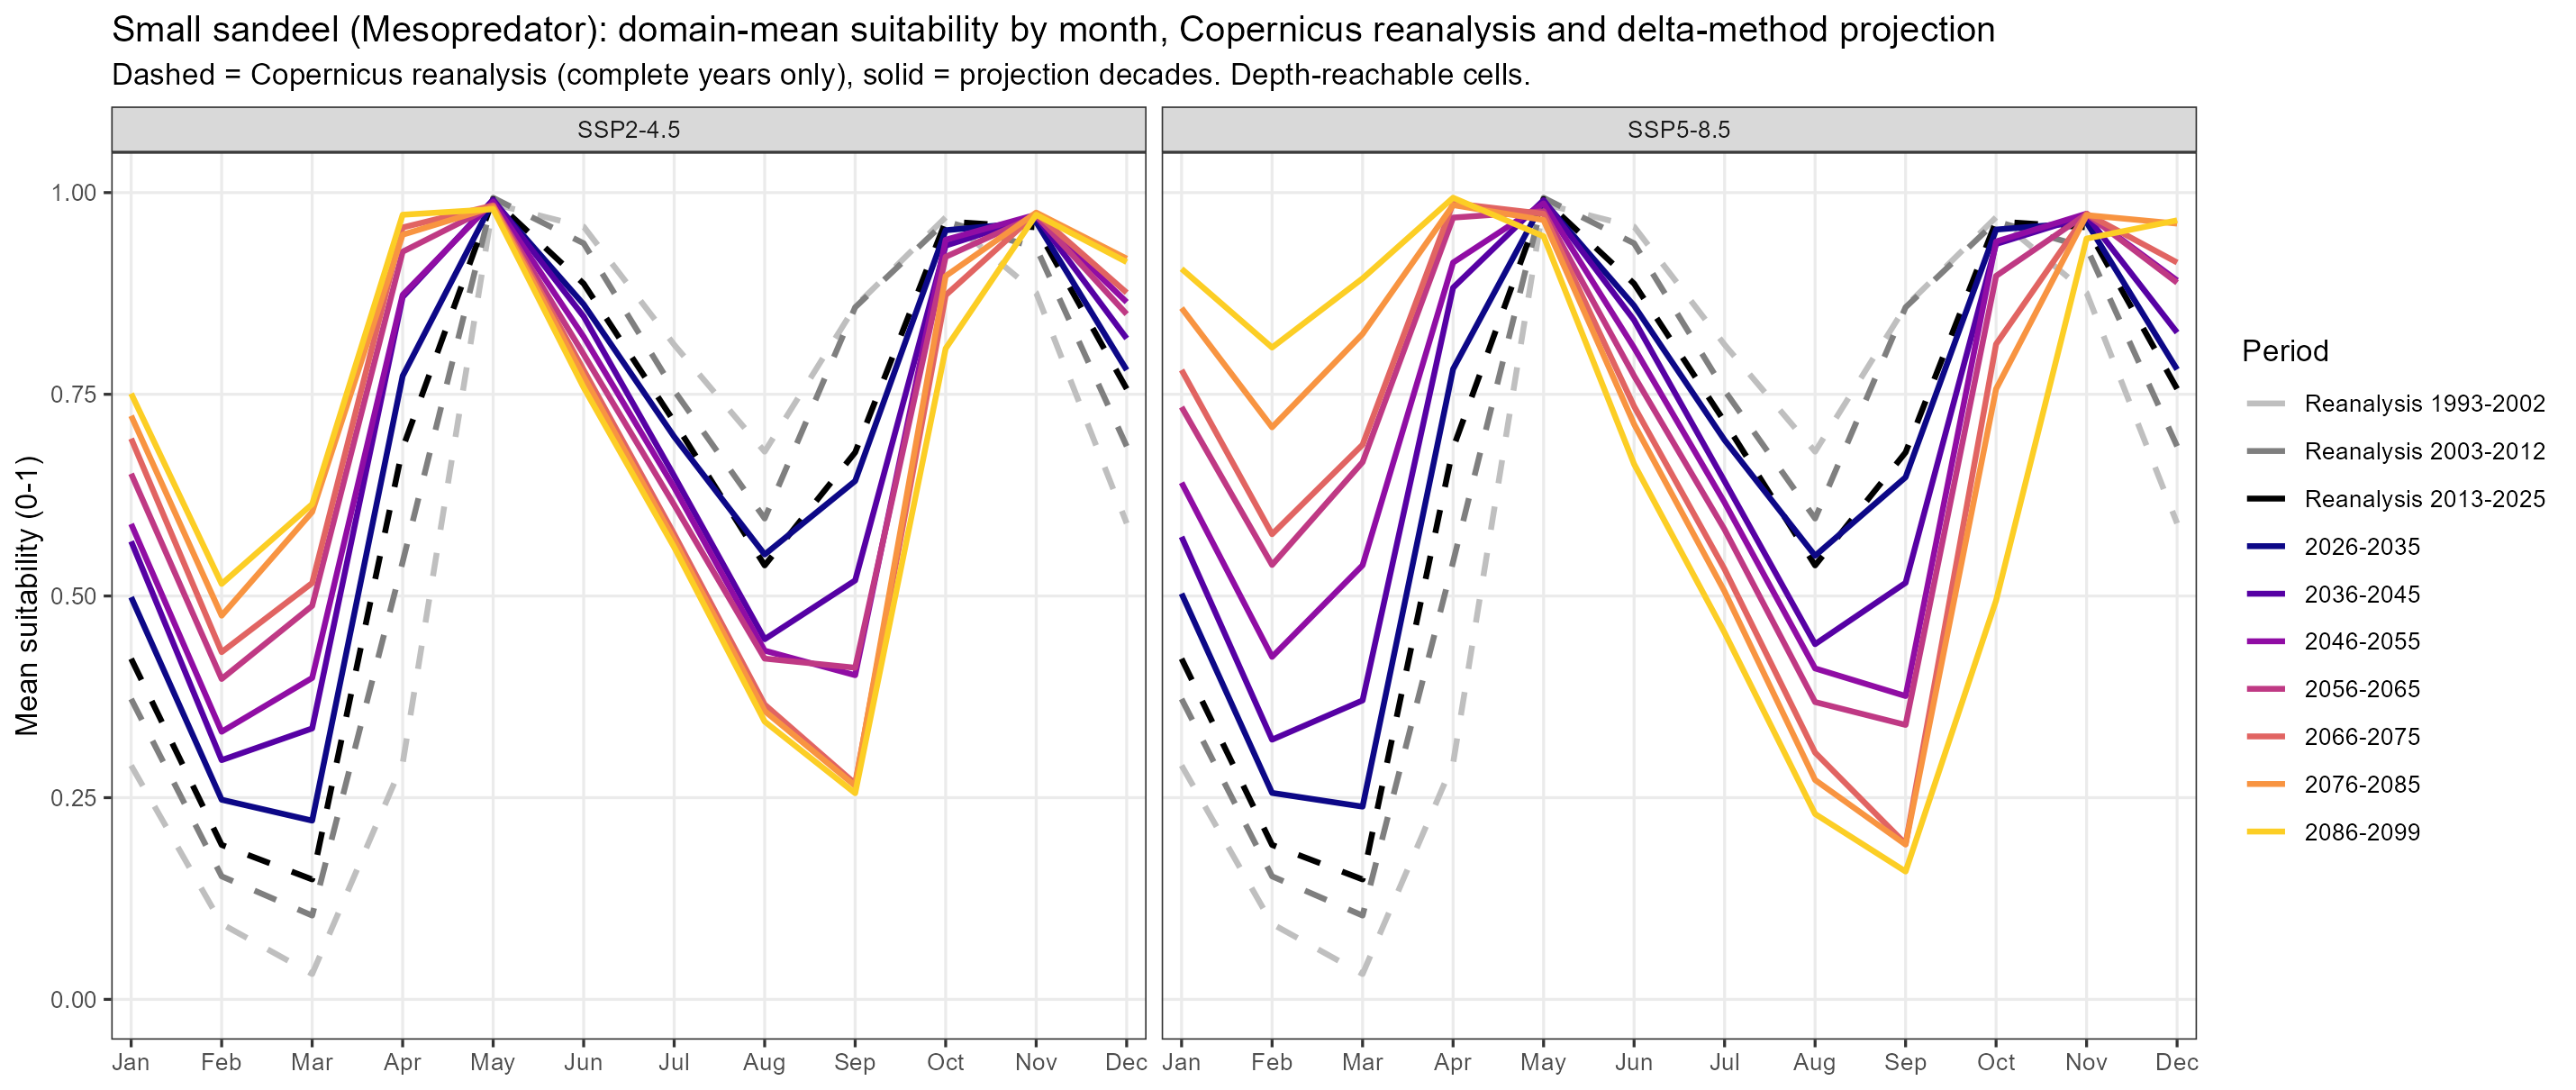 Small sandeel (Mesopredator): domain-mean suitability by month, Copernicus reanalysis and delta-method projection
Dashed = Copernicus reanalysis (complete years only), solid = projection decades. Depth-reachable cells.
SSP2-4.5
SSP5-8.5
Mean suitability (0-1)
1.00
0.75
0.50
0.25
0.00
Jan Feb Mar Apr May Jun Jul Aug Sep Oct Nov Dec
Jan Feb Mar Apr May Jun Jul Aug Sep Oct Nov Dec
Period
Reanalysis 1993-2002
Reanalysis 2003-2012
Reanalysis 2013-2025
2026-2035
2036-2045
2046-2055
2056-2065
2066-2075
2076-2085
2086-2099